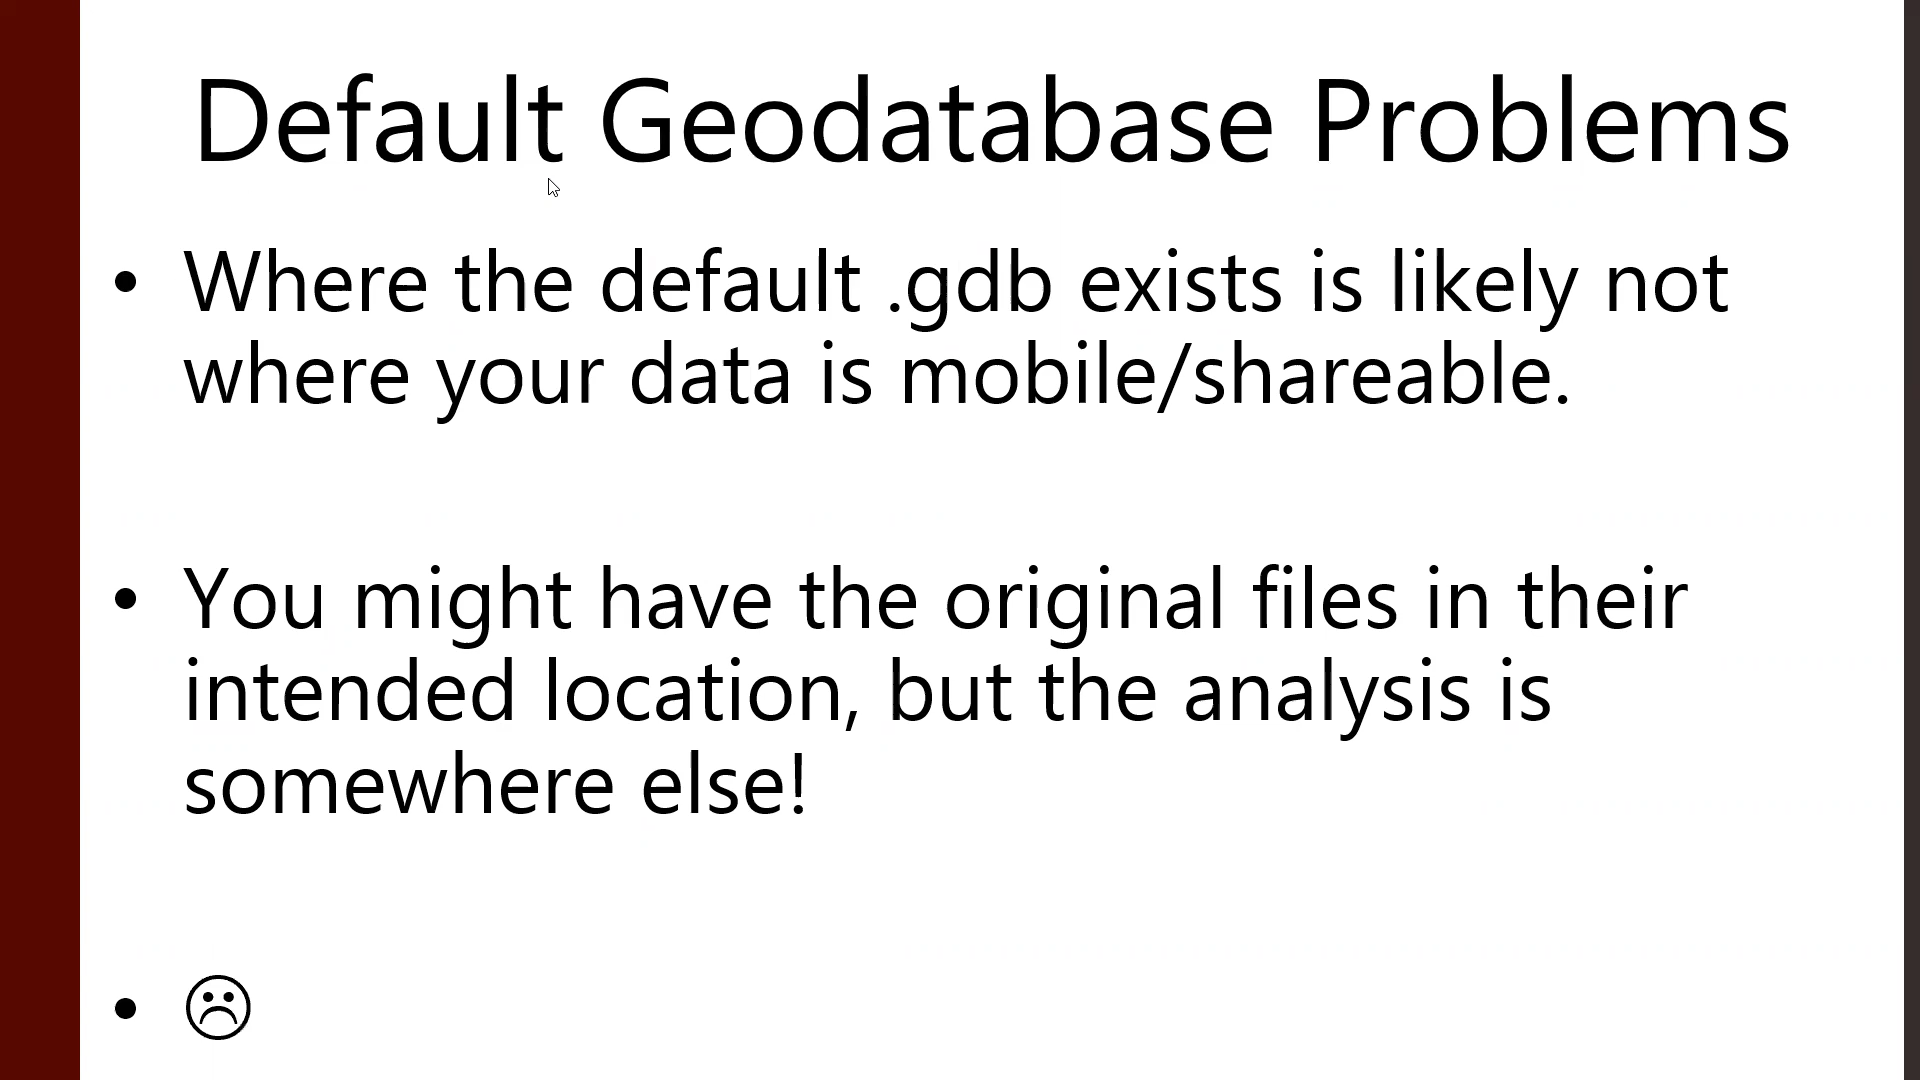 Default Geodatabase Problems
• Where the default .gdb exists is likely not
where your data is mobile/shareable.
• You might have the original files in their
intended location, but the analysis is
somewhere else!
• ☹